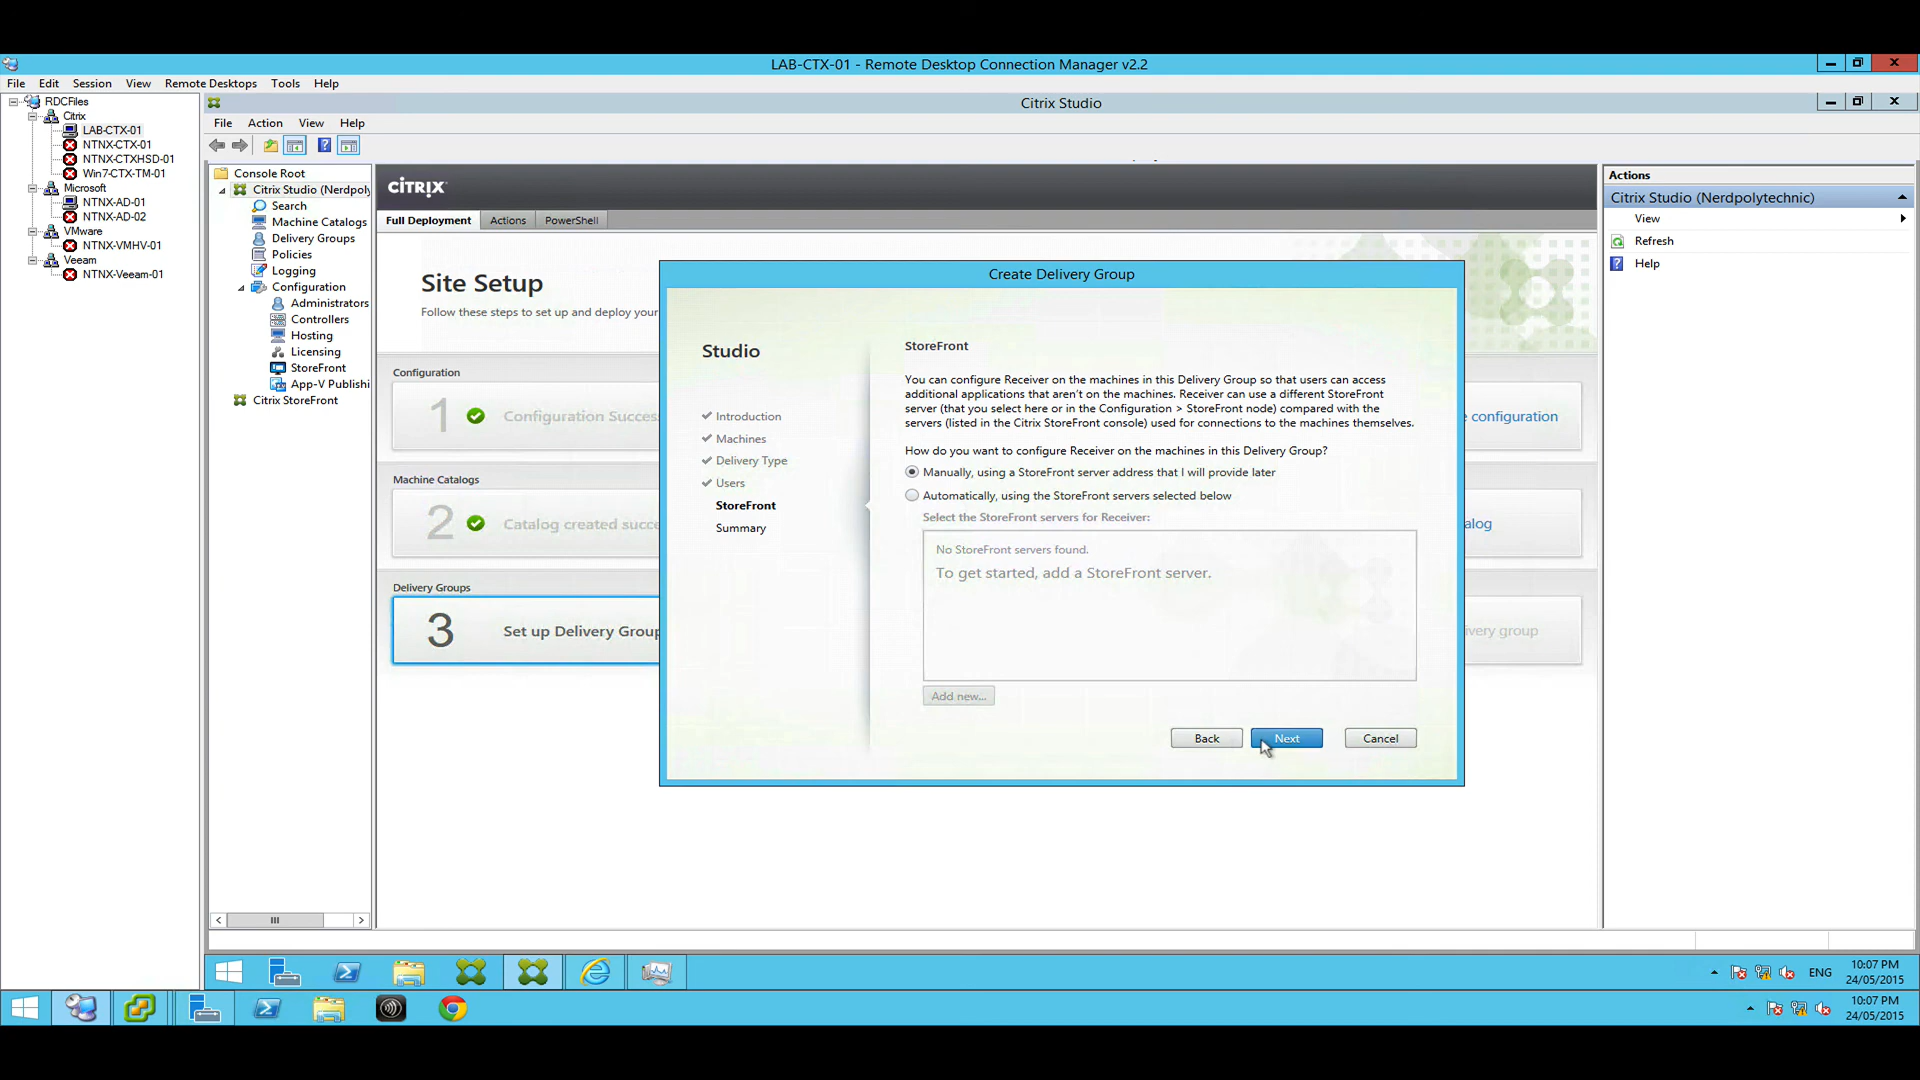 LAB-CTX-01 - Remote Desktop Connection Manager v2.2
File Edit Session View Remote Desktops Tools Help
RDCFiles
Citrix
LAB-CTX-01
NTNX-CTX-01
NTNX-CTXHSD-01
Win7-CTX-TM-01
Microsoft
NTNX-AD-01
NTNX-AD-02
VMware
NTNX-VMHV-01
Veeam
NTNX-Veeam-01
Citrix Studio
File Action View Help
Console Root
Citrix Studio (Nerdpoly
Search
Machine Catalogs
Delivery Groups
Policies
Logging
Configuration
Administrators
Controllers
Hosting
Licensing
StoreFront
App-V Publishi
Citrix StoreFront
CITRIX
Full Deployment Actions PowerShell
Site Setup
Follow these steps to set up and deploy your
Configuration
1 Configuration Succes
e configuration
Machine Catalogs
2 Catalog created succe
alog
Delivery Groups
3 Set up Delivery Group
ivery group
Create Delivery Group
Studio
Introduction
Machines
Delivery Type
Users
StoreFront
Summary
StoreFront
You can configure Receiver on the machines in this Delivery Group so that users can access
additional applications that aren't on the machines. Receiver can use a different StoreFront
server (that you select here or in the Configuration > StoreFront node) compared with the
servers (listed in the Citrix StoreFront console) used for connections to the machines themselves.
How do you want to configure Receiver on the machines in this Delivery Group?
Manually, using a StoreFront server address that I will provide later
Automatically, using the StoreFront servers selected below
Select the StoreFront servers for Receiver:
No StoreFront servers found.
To get started, add a StoreFront server.
Add new...
Back Next Cancel
Actions
Citrix Studio (Nerdpolytechnic)
View
Refresh
Help
ENG
10:07 PM
24/05/2015
10:07 PM
24/05/2015